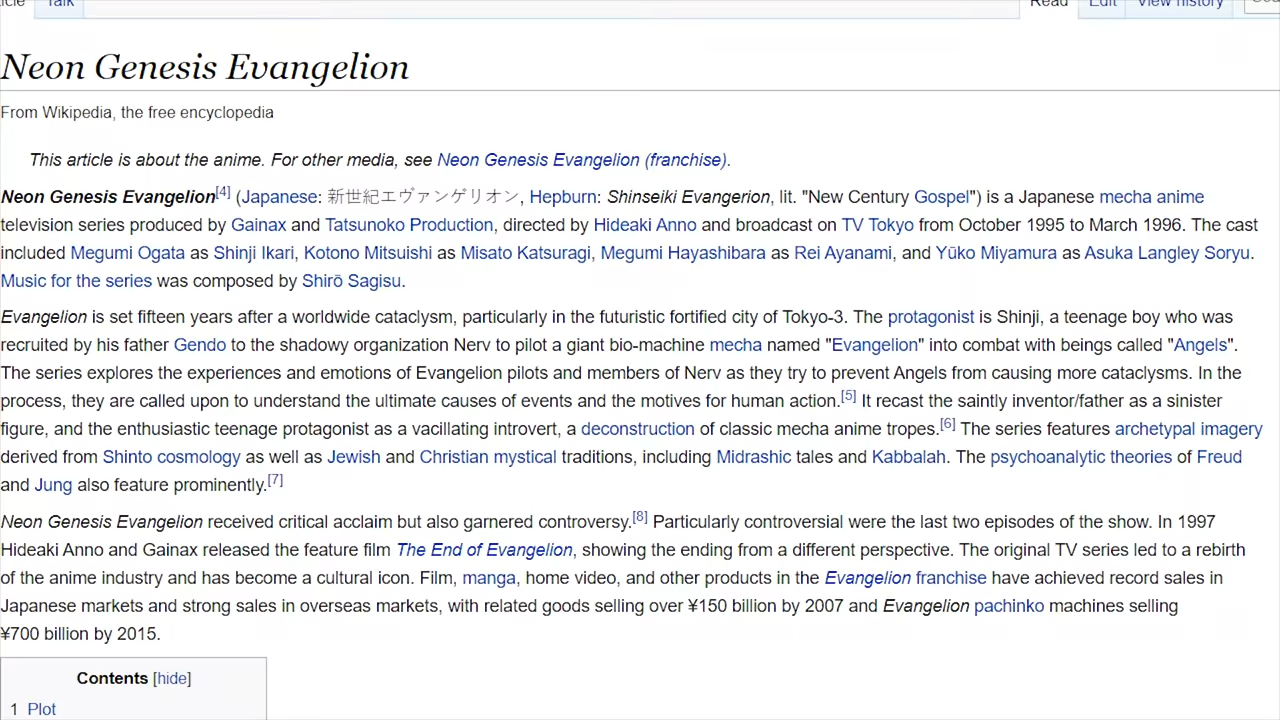 Talk
Read Edit View history
Neon Genesis Evangelion
From Wikipedia, the free encyclopedia
This article is about the anime. For other media, see Neon Genesis Evangelion (franchise).
Neon Genesis Evangelion[4] (Japanese: 新世紀エヴァンゲリオン, Hepburn: Shinseiki Evangerion, lit. "New Century Gospel") is a Japanese mecha anime
television series produced by Gainax and Tatsunoko Production, directed by Hideaki Anno and broadcast on TV Tokyo from October 1995 to March 1996. The cast
included Megumi Ogata as Shinji Ikari, Kotono Mitsuishi as Misato Katsuragi, Megumi Hayashibara as Rei Ayanami, and Yūko Miyamura as Asuka Langley Soryu.
Music for the series was composed by Shirō Sagisu.
Evangelion is set fifteen years after a worldwide cataclysm, particularly in the futuristic fortified city of Tokyo-3. The protagonist is Shinji, a teenage boy who was
recruited by his father Gendo to the shadowy organization Nerv to pilot a giant bio-machine mecha named "Evangelion" into combat with beings called "Angels".
The series explores the experiences and emotions of Evangelion pilots and members of Nerv as they try to prevent Angels from causing more cataclysms. In the
process, they are called upon to understand the ultimate causes of events and the motives for human action.[5] It recast the saintly inventor/father as a sinister
figure, and the enthusiastic teenage protagonist as a vacillating introvert, a deconstruction of classic mecha anime tropes.[6] The series features archetypal imagery
derived from Shinto cosmology as well as Jewish and Christian mystical traditions, including Midrashic tales and Kabbalah. The psychoanalytic theories of Freud
and Jung also feature prominently.[7]
Neon Genesis Evangelion received critical acclaim but also garnered controversy.[8] Particularly controversial were the last two episodes of the show. In 1997
Hideaki Anno and Gainax released the feature film The End of Evangelion, showing the ending from a different perspective. The original TV series led to a rebirth
of the anime industry and has become a cultural icon. Film, manga, home video, and other products in the Evangelion franchise have achieved record sales in
Japanese markets and strong sales in overseas markets, with related goods selling over ¥150 billion by 2007 and Evangelion pachinko machines selling
¥700 billion by 2015.
Contents [hide]
1 Plot